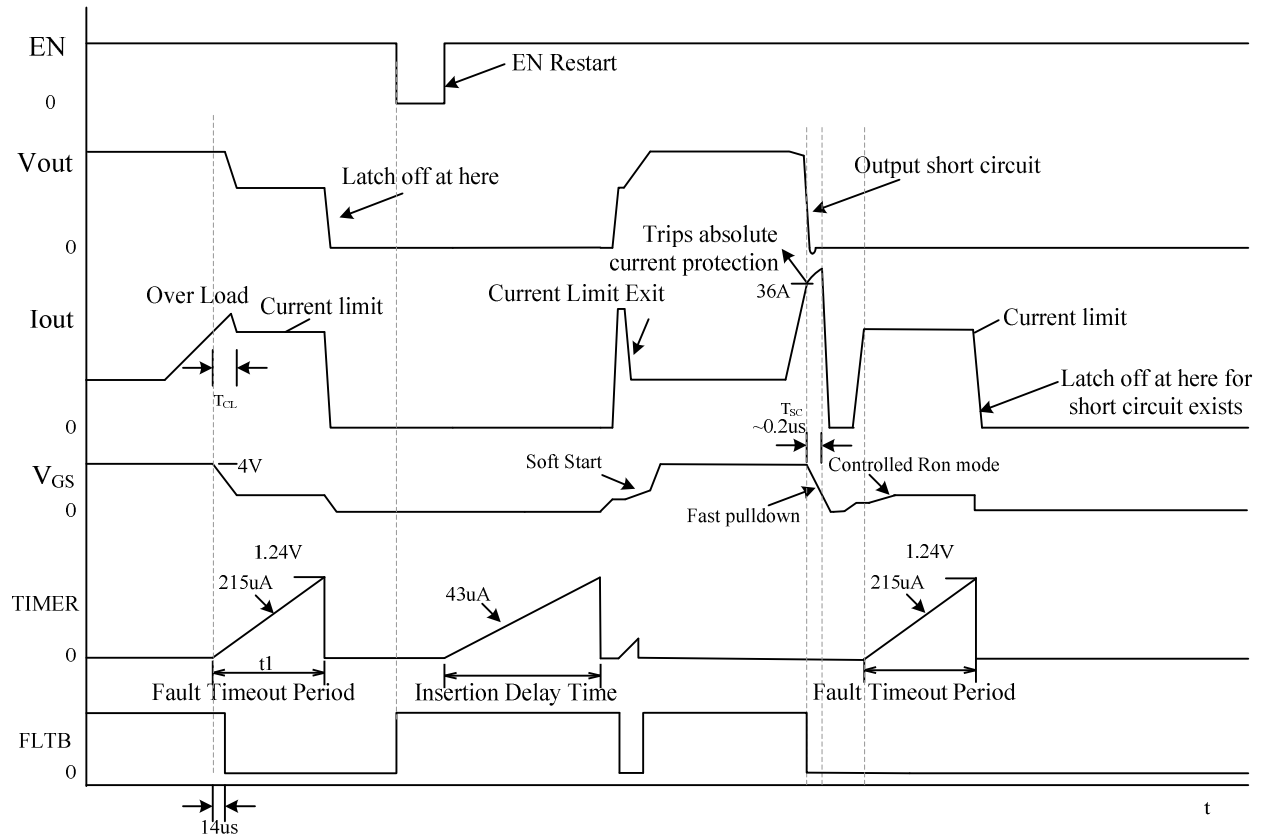 EN
EN Restart
0
Vout
Latch off at here
Output short circuit
0
Trips absolute
current protection
36A
Over Load
Current limit
Current Limit Exit
Iout
Current limit
TCL
Latch off at here for
short circuit exists
TSC
~0.2us
0
VGS
4V
Soft Start
Controlled Ron mode
0
Fast pulldown
1.24V
1.24V
215uA
43uA
215uA
TIMER
0
t1
Fault Timeout Period
Insertion Delay Time
Fault Timeout Period
FLTB
0
t
14us